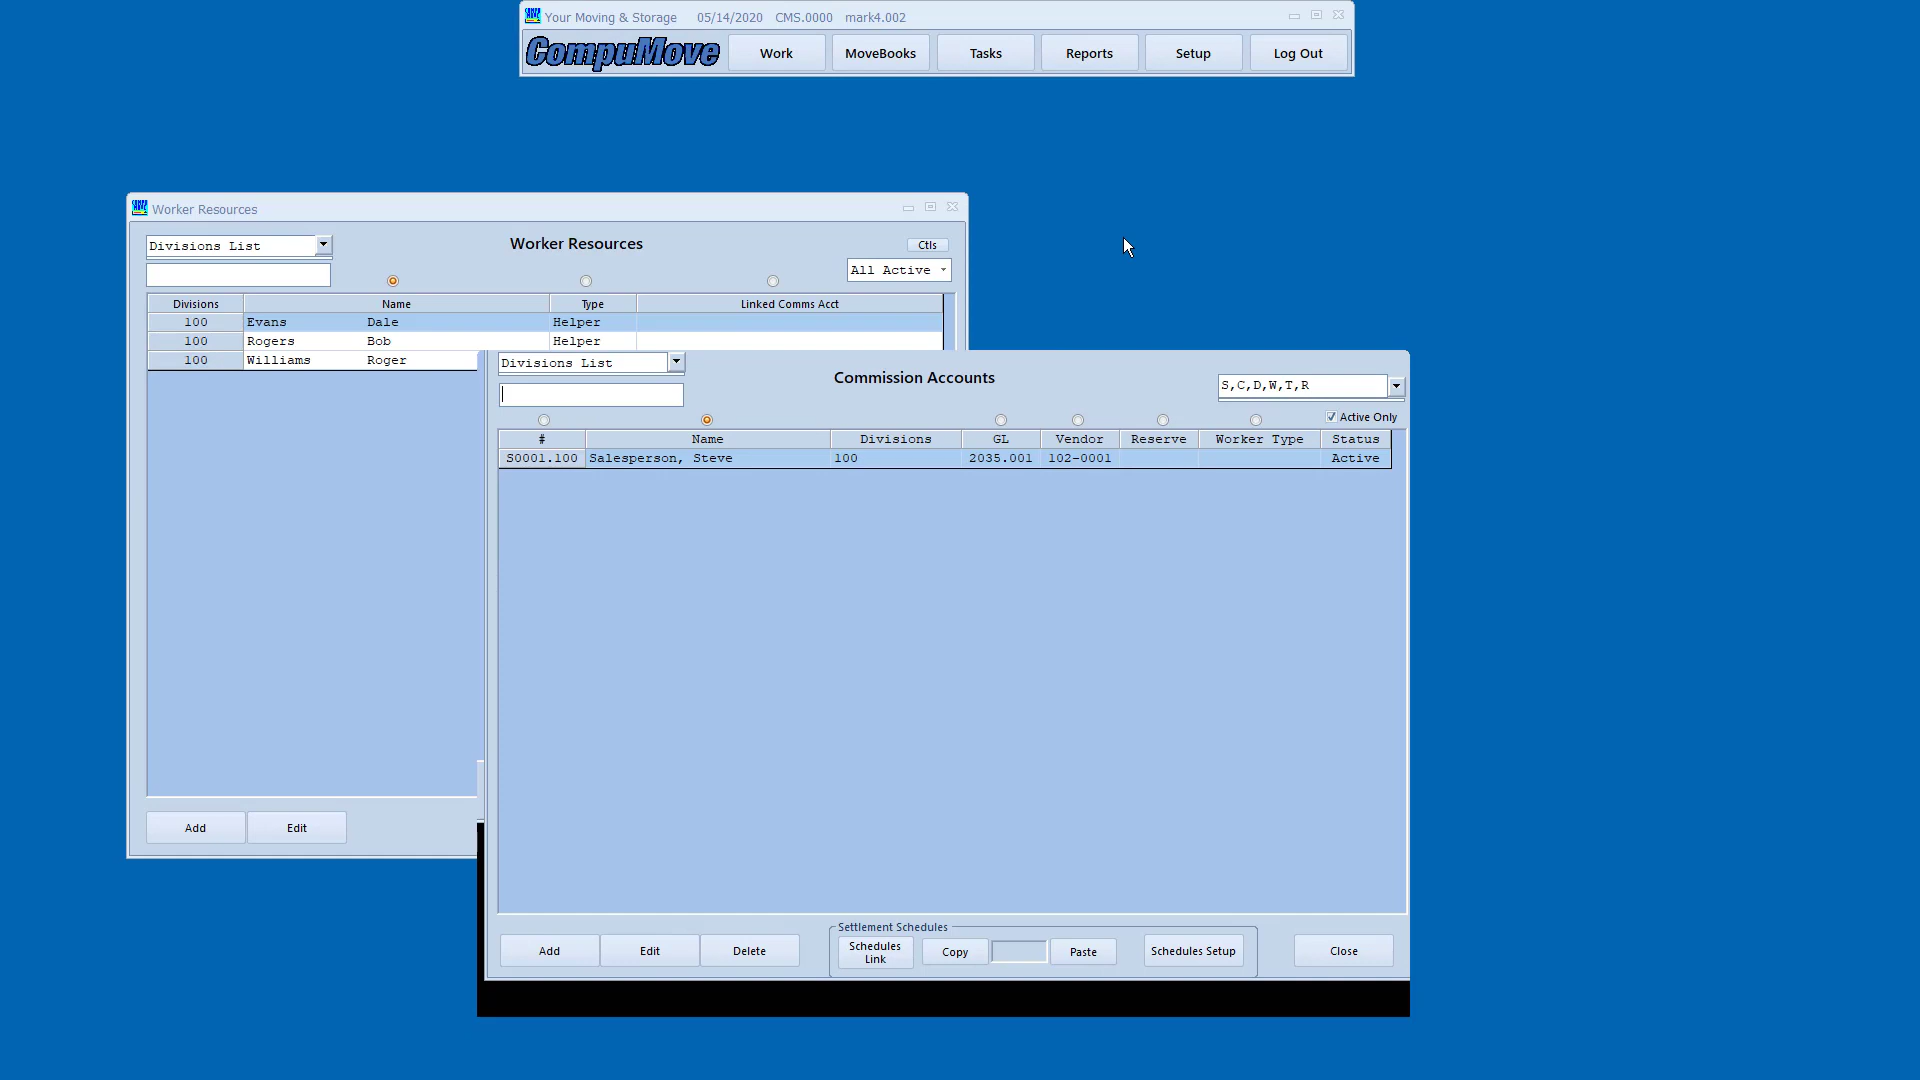 Your Moving & Storage 05/14/2020 CMS.0000 mark4.002
CompuMove Work MoveBooks Tasks Reports Setup Log Out
Worker Resources
Divisions List
Worker Resources
Ctls
All Active
Divisions Name Type Linked Comms Acct
100 Evans Dale Helper
100 Rogers Bob Helper
100 Williams Roger
Add Edit
Divisions List
Commission Accounts
S,C,D,W,T,R
Active Only
# Name Divisions GL Vendor Reserve Worker Type Status
S0001.100 Salesperson, Steve 100 2035.001 102-0001 Active
Settlement Schedules
Add Edit Delete Schedules Link Copy Paste Schedules Setup Close